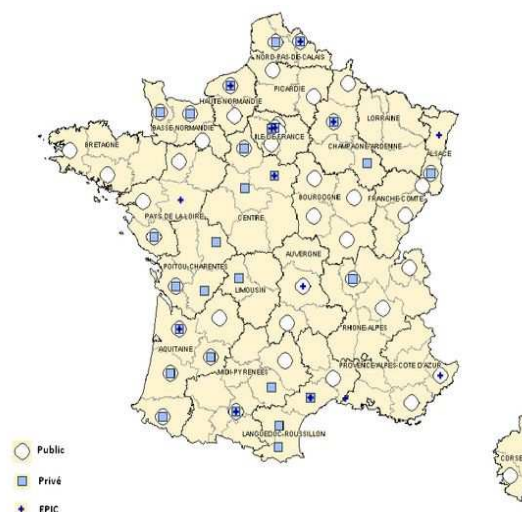 NORD-PAS-DE-CALAIS
PICARDIE
HAUTE-NORMANDIE
BASSE-NORMANDIE
ILE-DE-FRANCE
LORRAINE
CHAMPAGNE-ARDENNE
ALSACE
BRETAGNE
PAYS DE LA LOIRE
CENTRE
BOURGOGNE
FRANCHE-COMTE
POITOU-CHARENTES
LIMOUSIN
AUVERGNE
RHONE-ALPES
AQUITAINE
MIDI-PYRENEES
PROVENCE-ALPES-COTE D'AZUR
LANGUEDOC-ROUSSILLON
CORSE
Public
Privé
EPIC